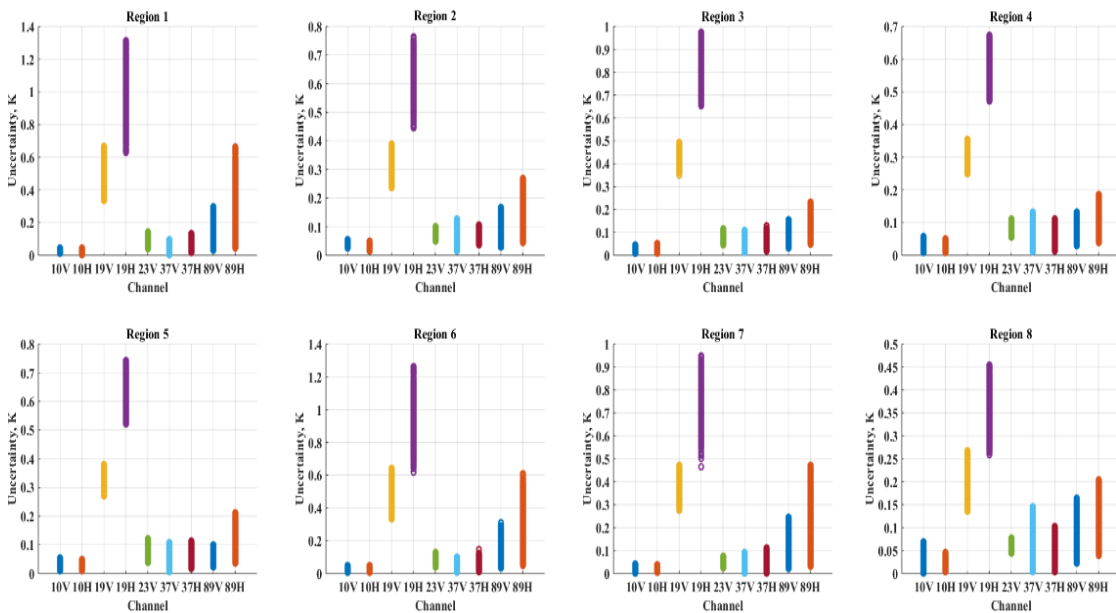 Region 1
Uncertainty, K
1.4
1.2
1
0.8
0.6
0.4
0.2
0
10V 10H 19V 19H 23V 37V 37H 89V 89H
Channel
Region 2
Uncertainty, K
0.8
0.7
0.6
0.5
0.4
0.3
0.2
0.1
0
10V 10H 19V 19H 23V 37V 37H 89V 89H
Channel
Region 3
Uncertainty, K
1
0.9
0.8
0.7
0.6
0.5
0.4
0.3
0.2
0.1
0
10V 10H 19V 19H 23V 37V 37H 89V 89H
Channel
Region 4
Uncertainty, K
0.7
0.6
0.5
0.4
0.3
0.2
0.1
0
10V 10H 19V 19H 23V 37V 37H 89V 89H
Channel
Region 5
Uncertainty, K
0.8
0.7
0.6
0.5
0.4
0.3
0.2
0.1
0
10V 10H 19V 19H 23V 37V 37H 89V 89H
Channel
Region 6
Uncertainty, K
1.4
1.2
1
0.8
0.6
0.4
0.2
0
10V 10H 19V 19H 23V 37V 37H 89V 89H
Channel
Region 7
Uncertainty, K
1
0.9
0.8
0.7
0.6
0.5
0.4
0.3
0.2
0.1
0
10V 10H 19V 19H 23V 37V 37H 89V 89H
Channel
Region 8
Uncertainty, K
0.5
0.45
0.4
0.35
0.3
0.25
0.2
0.15
0.1
0.05
0
10V 10H 19V 19H 23V 37V 37H 89V 89H
Channel